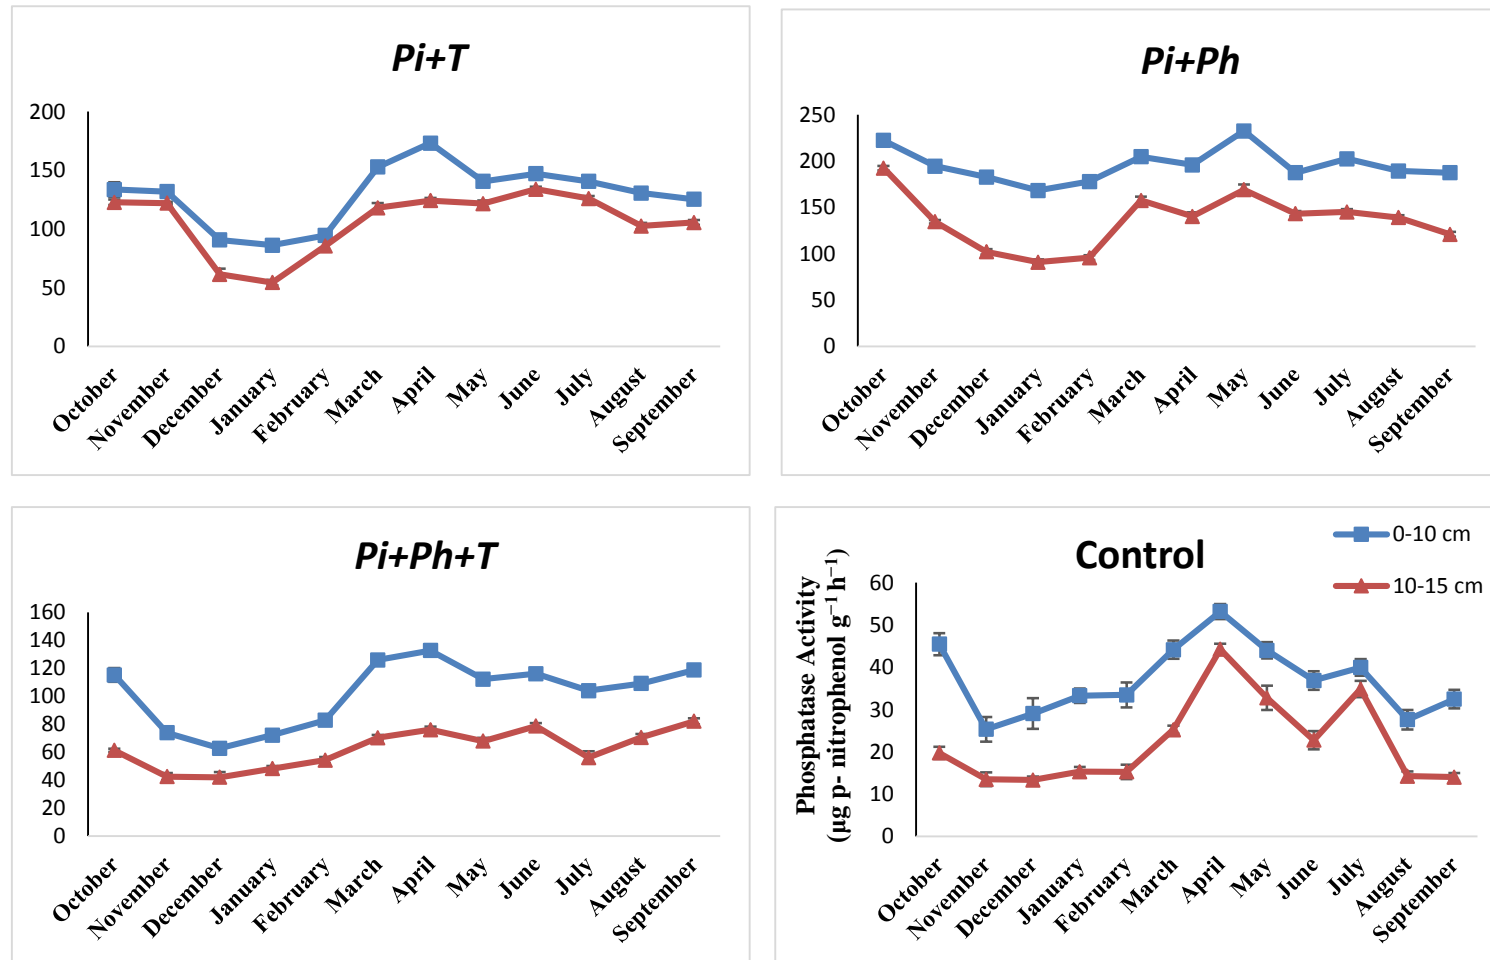 Pi+T
200
150
100
50
0
October
November
December
January
February
March
April
May
June
July
August
September
Pi+Ph
250
200
150
100
50
0
October
November
December
January
February
March
April
May
June
July
August
September
Pi+Ph+T
160
140
120
100
80
60
40
20
0
October
November
December
January
February
March
April
May
June
July
August
September
Control
0-10 cm
10-15 cm
Phosphatase Activity
(µg p- nitrophenol g⁻¹ h⁻¹)
60
50
40
30
20
10
0
October
November
December
January
February
March
April
May
June
July
August
September